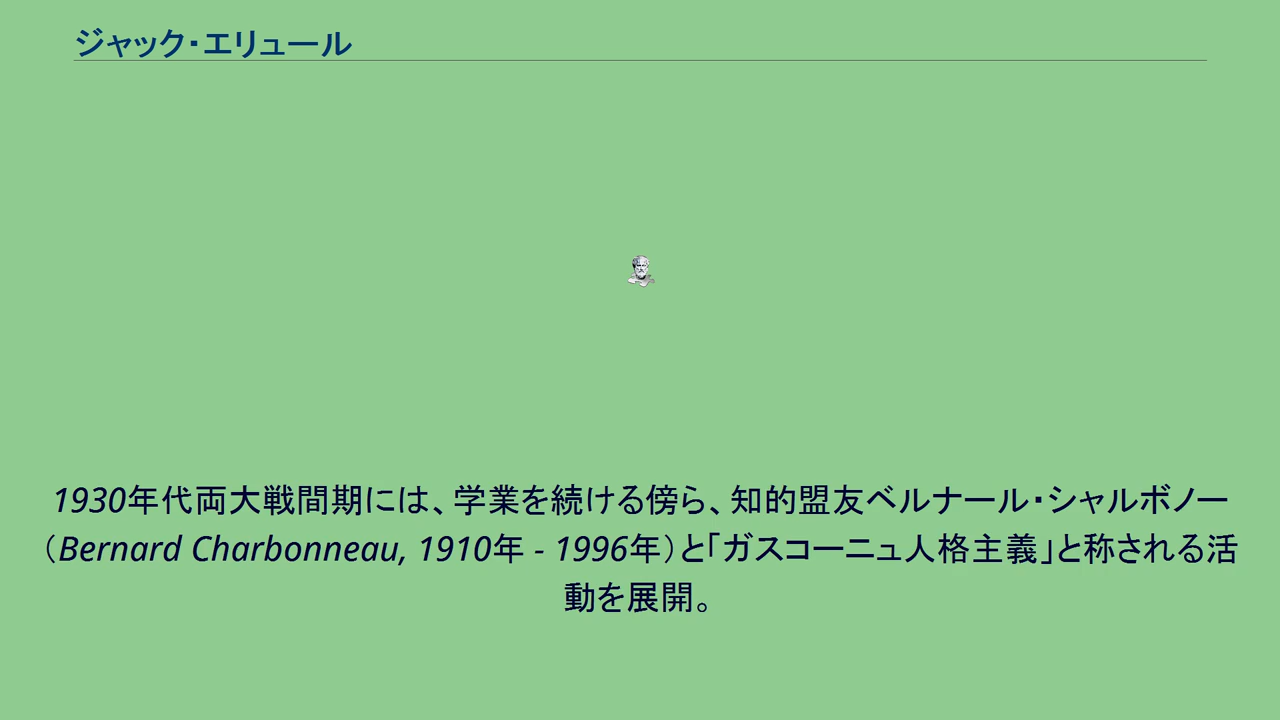 ジャック・エリュール
1930年代両大戦間期には、学業を続ける傍ら、知的盟友ベルナール・シャルボノー
（Bernard Charbonneau, 1910年 - 1996年）と「ガスコーニュ人格主義」と称される活
動を展開。